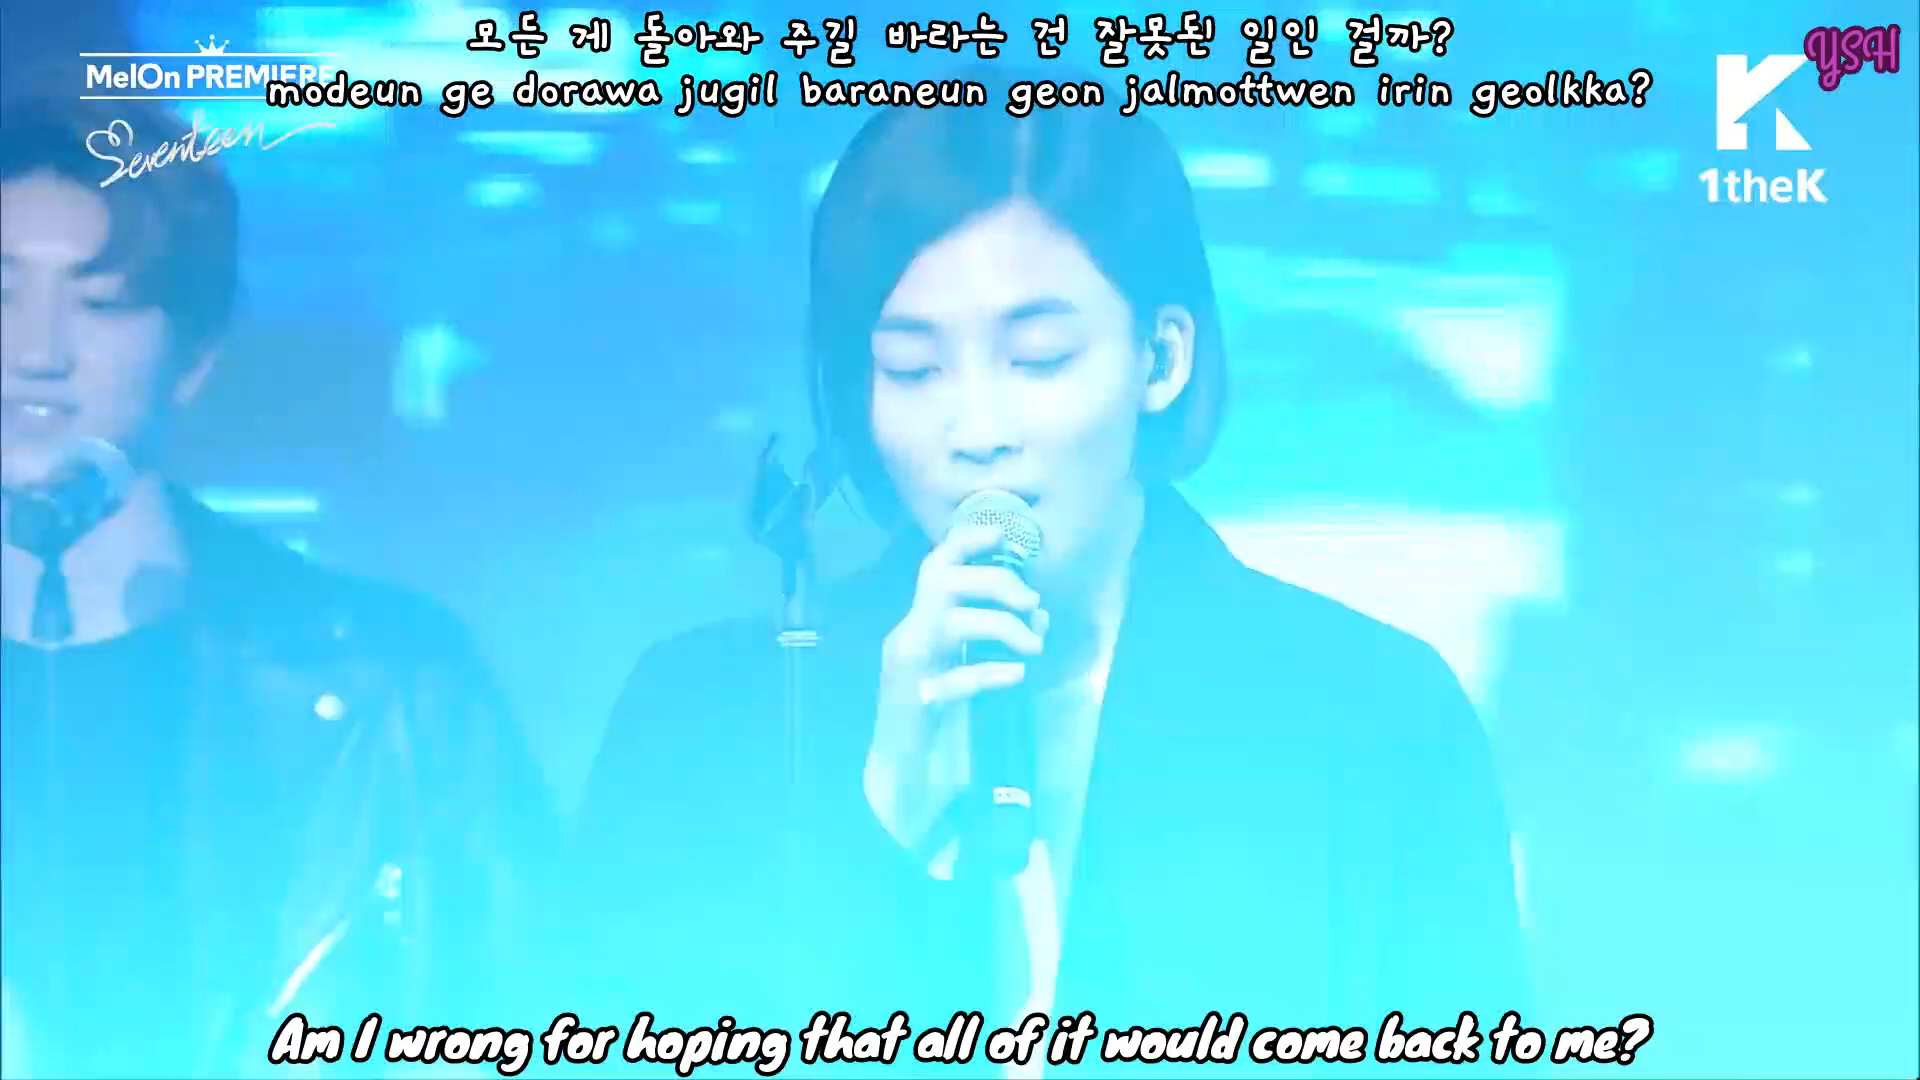 모든 게 돌아와 주길 바라는 건 잘못된 일인 걸까?
modeun ge dorawa jugil baraneun geon jalmottwen irin geolkka?
YSH
MelOn PREMIERE
Seventeen
1theK
Am I wrong for hoping that all of it would come back to me?